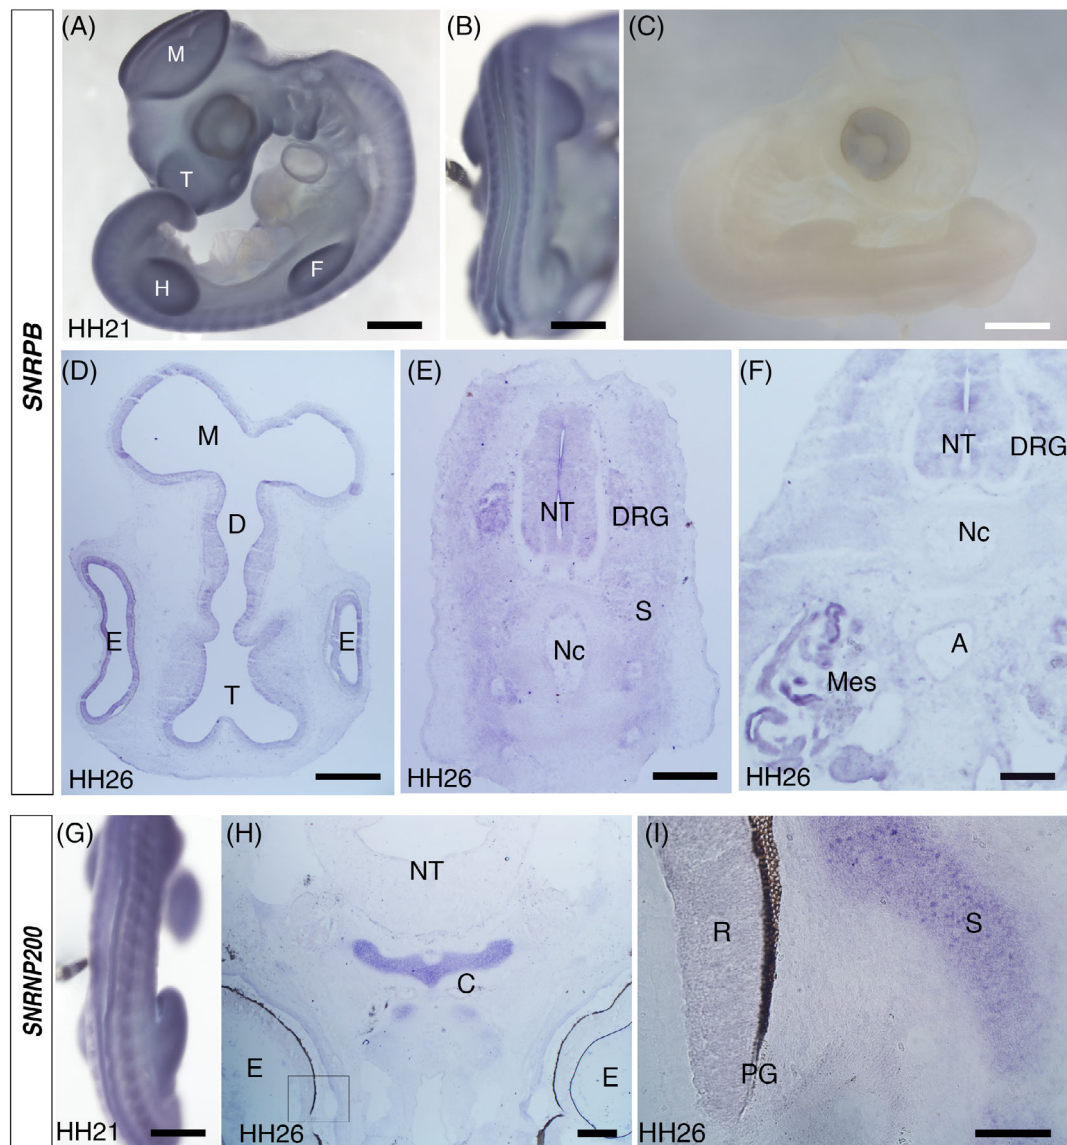 SNRPB
(A)
M
T
H
F
HH21
(B)
(C)
(D)
M
D
E
E
T
HH26
(E)
NT
DRG
S
Nc
HH26
(F)
NT
DRG
Nc
A
Mes
HH26
SNRNP200
(G)
HH21
(H)
NT
C
E
E
HH26
(I)
R
S
PG
HH26